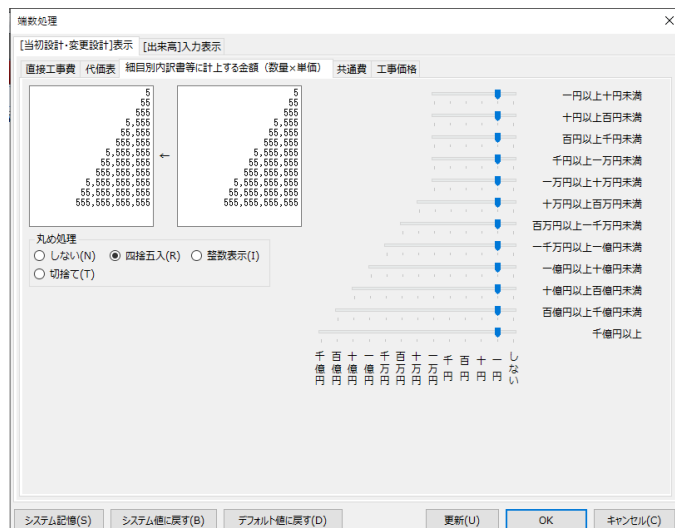 端数処理
[当初設計・変更設計]表示 [出来高]入力表示
直接工事費 代価表 細目別内訳書等に計上する金額（数量×単価） 共通費 工事価格
5
55
555
5,555
55,555
555,555
5,555,555
55,555,555
555,555,555
5,555,555,555
55,555,555,555
555,555,555,555
←
5
55
555
5,555
55,555
555,555
5,555,555
55,555,555
555,555,555
5,555,555,555
55,555,555,555
555,555,555,555
丸め処理
しない(N) 四捨五入(R) 整数表示(I)
切捨て(T)
一円以上十円未満
十円以上百円未満
百円以上千円未満
千円以上一万円未満
一万円以上十万円未満
十万円以上百万円未満
百万円以上一千万円未満
一千万円以上一億円未満
一億円以上十億円未満
十億円以上百億円未満
百億円以上千億円未満
千億円以上
千億円
百億円
十億円
一億円
千万円
百万円
十万円
一万円
千円
百円
十円
一円
しない
システム記憶(S) システム値に戻す(B) デフォルト値に戻す(D) 更新(U) OK キャンセル(C)